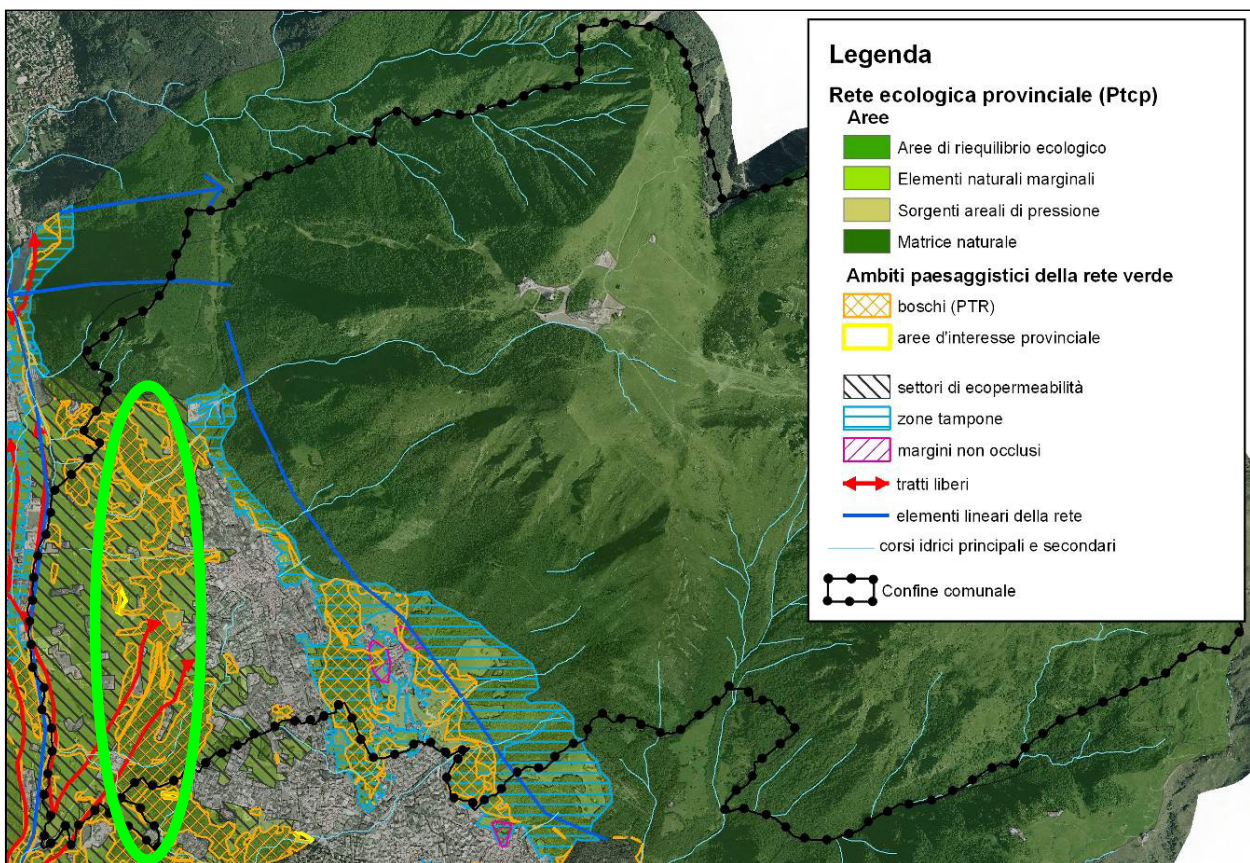 Legenda
Rete ecologica provinciale (Ptcp)
Aree
Aree di riequilibrio ecologico
Elementi naturali marginali
Sorgenti areali di pressione
Matrice naturale
Ambiti paesaggistici della rete verde
boschi (PTR)
aree d'interesse provinciale
settori di ecopermeabilità
zone tampone
margini non occlusi
tratti liberi
elementi lineari della rete
corsi idrici principali e secondari
Confine comunale